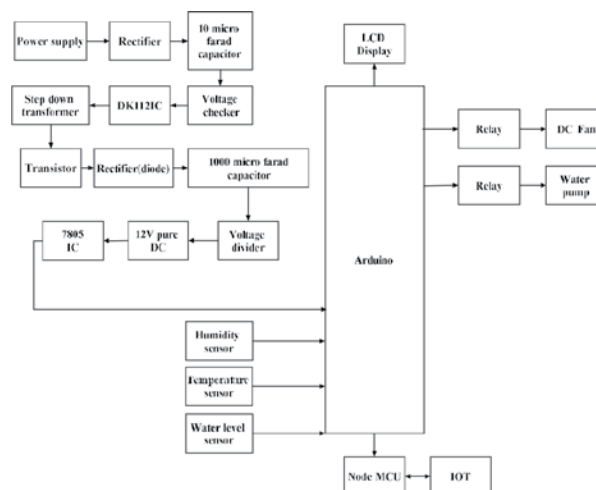 Power supply
Rectifier
10 micro
farad
capacitor
LCD
Display
Step down
transformer
DK112IC
Voltage
checker
Relay
DC Fan
Transistor
Rectifier(diode)
1000 micro farad
capacitor
Relay
Water
pump
7805
IC
12V pure
DC
Voltage
divider
Arduino
Humidity
sensor
Temperature
sensor
Water level
sensor
Node MCU
IOT